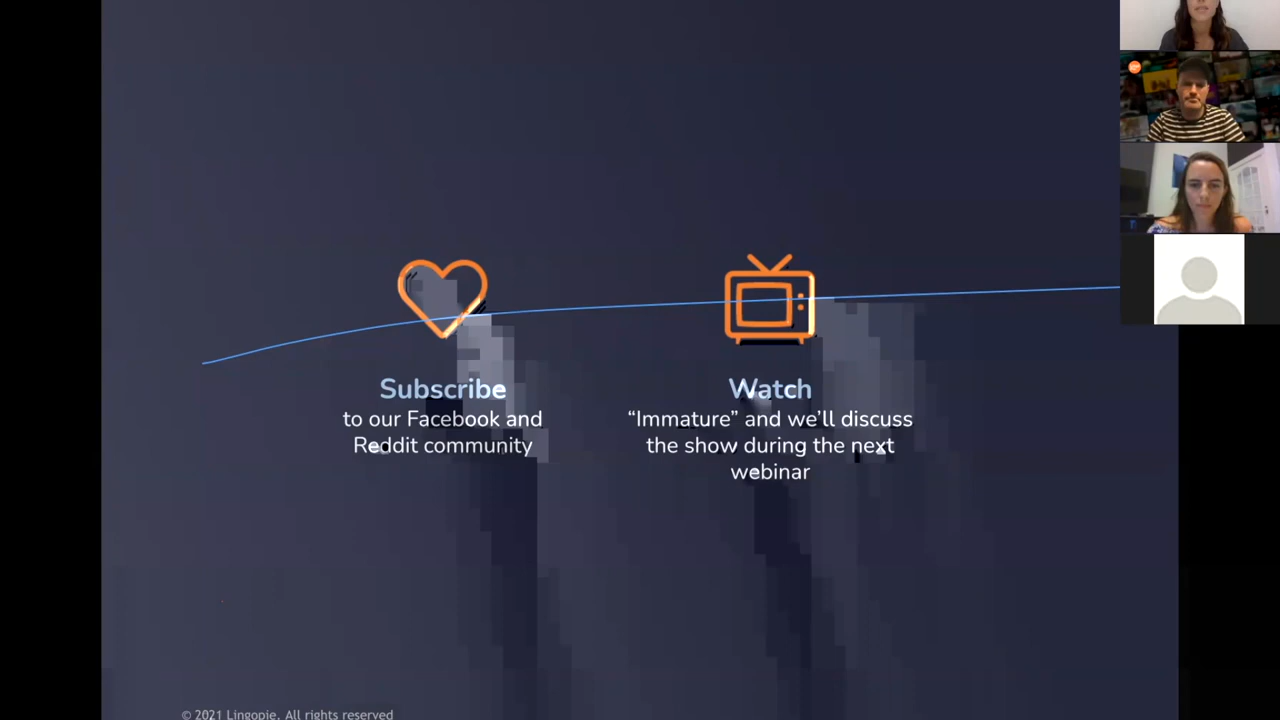 Subscribe
to our Facebook and
Reddit community
Watch
“Immature” and we’ll discuss
the show during the next
webinar
© 2021 Lingopie. All rights reserved